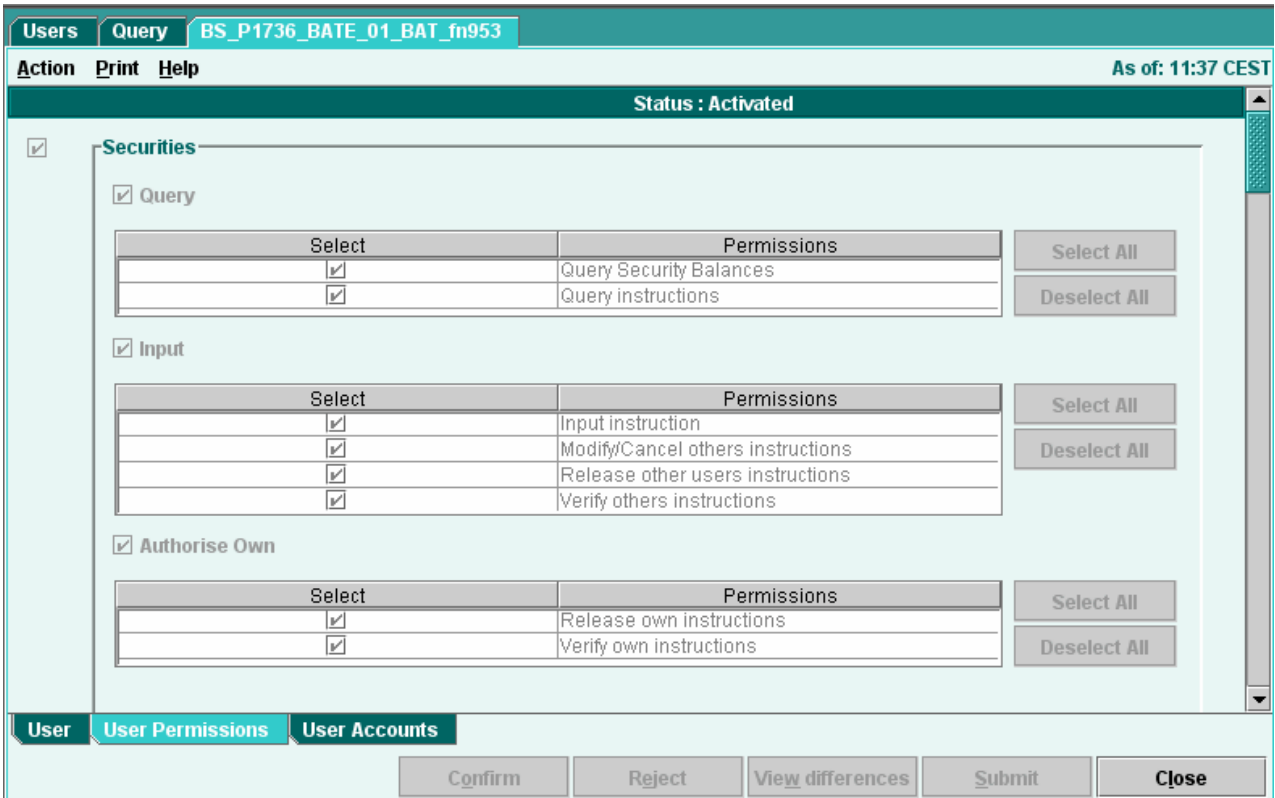 Users Query BS_P1736_BATE_01_BAT_fn953
Action Print Help As of: 11:37 CEST
Status : Activated
Securities
Query
Select Permissions Select All
Query Security Balances
Query instructions Deselect All
Input
Select Permissions Select All
Input instruction
Modify/Cancel others instructions Deselect All
Release other users instructions
Verify others instructions
Authorise Own
Select Permissions Select All
Release own instructions
Verify own instructions Deselect All
User User Permissions User Accounts
Confirm Reject View differences Submit Close